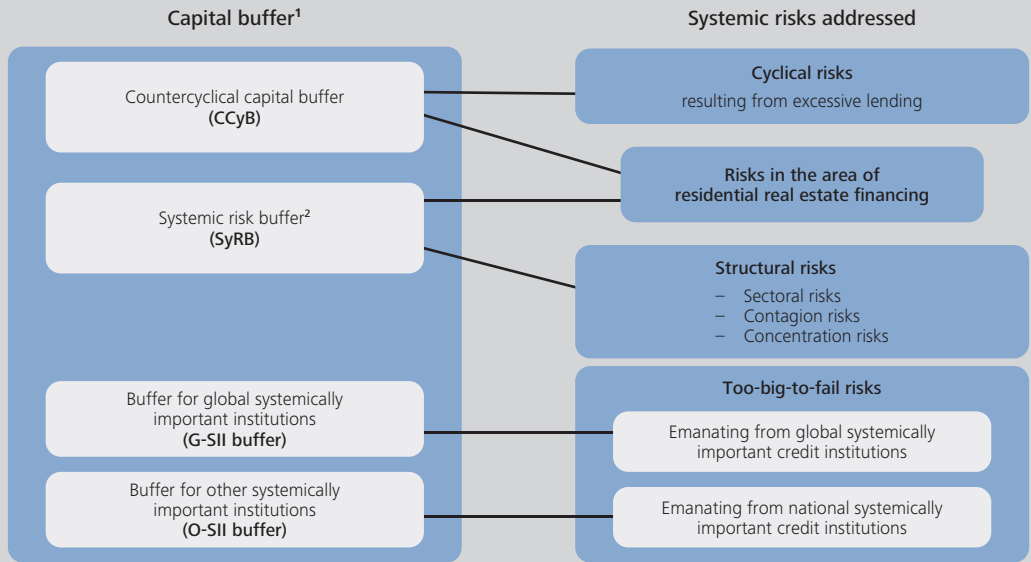 Capital buffer¹
Countercyclical capital buffer
(CCyB)
Systemic risk buffer²
(SyRB)
Buffer for global systemically
important institutions
(G-SII buffer)
Buffer for other systemically
important institutions
(O-SII buffer)
Systemic risks addressed
Cyclical risks
resulting from excessive lending
Risks in the area of
residential real estate financing
Structural risks
– Sectoral risks
– Contagion risks
– Concentration risks
Too-big-to-fail risks
Emanating from global systemically
important credit institutions
Emanating from national systemically
important credit institutions